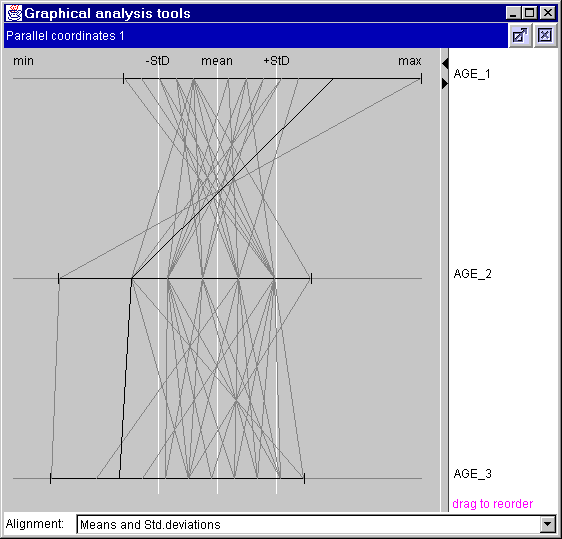 Graphical analysis tools
Parallel coordinates 1
min -StD mean +StD max
AGE_1
AGE_2
AGE_3
drag to reorder
Alignment: Means and Std.deviations